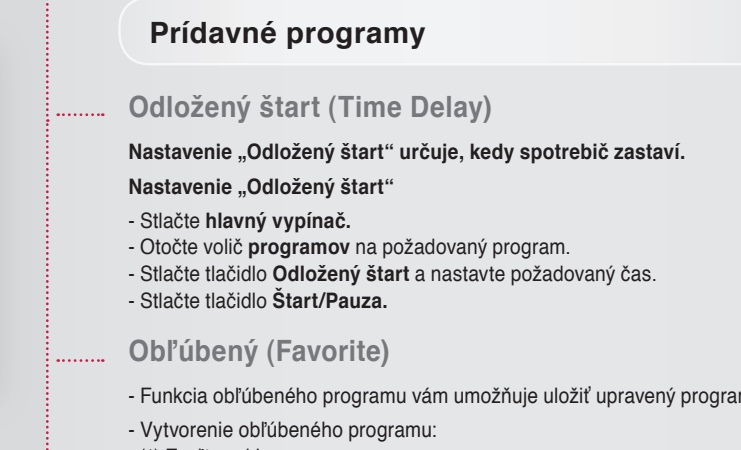 Prídavné programy
Odložený štart (Time Delay)
Nastavenie „Odložený štart“ určuje, kedy spotrebič zastaví.
Nastavenie „Odložený štart“
- Stlačte hlavný vypínač.
- Otočte volič programov na požadovaný program.
- Stlačte tlačidlo Odložený štart a nastavte požadovaný čas.
- Stlačte tlačidlo Štart/Pauza.
Obľúbený (Favorite)
- Funkcia obľúbeného programu vám umožňuje uložiť upravený
- Vytvorenie obľúbeného programu: